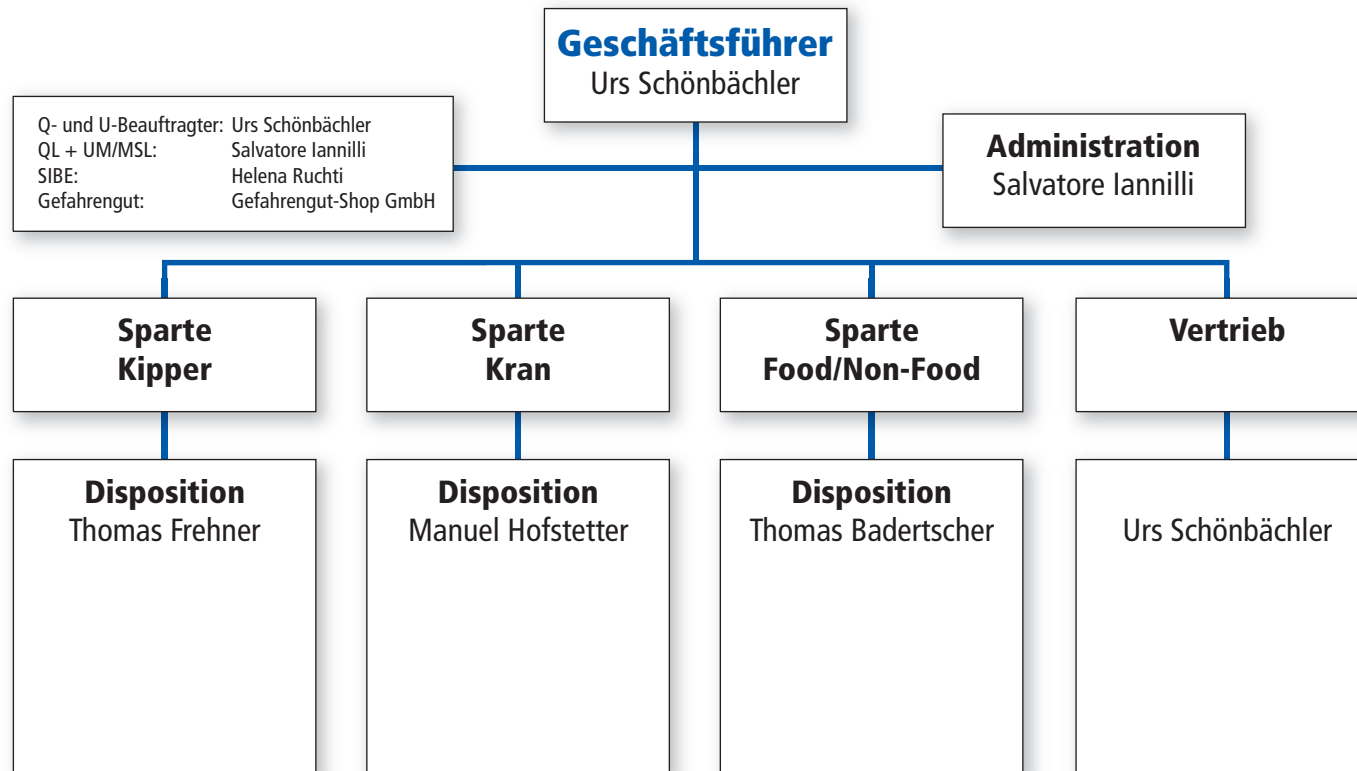 Geschäftsführer
Urs Schönbächler
Q- und U-Beauftragter: Urs Schönbächler
QL + UM/MSL: Salvatore Iannilli
SIBE: Helena Ruchti
Gefahrengut: Gefahrengut-Shop GmbH
Administration
Salvatore Iannilli
Sparte
Kipper
Sparte
Kran
Sparte
Food/Non-Food
Vertrieb
Disposition
Thomas Frehner
Disposition
Manuel Hofstetter
Disposition
Thomas Badertscher
Urs Schönbächler